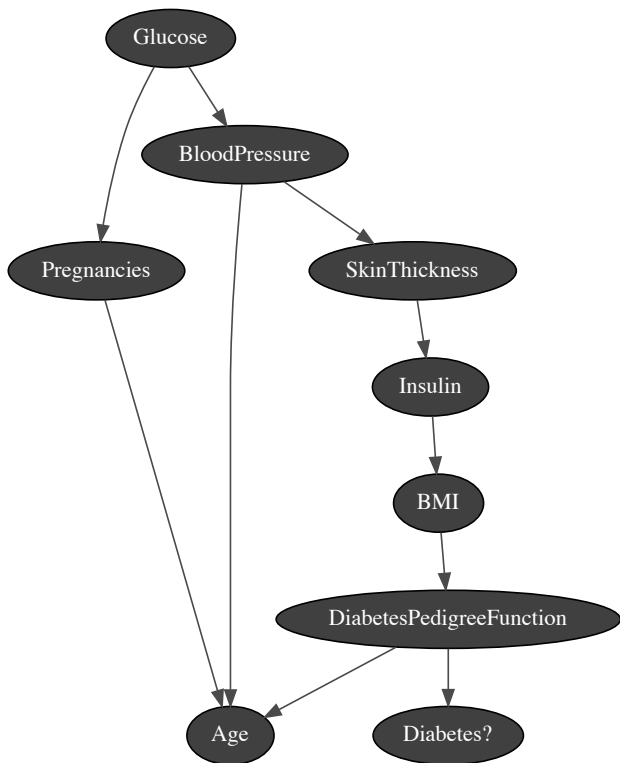 Glucose
BloodPressure
Pregnancies
SkinThickness
Insulin
BMI
DiabetesPedigreeFunction
Age
Diabetes?